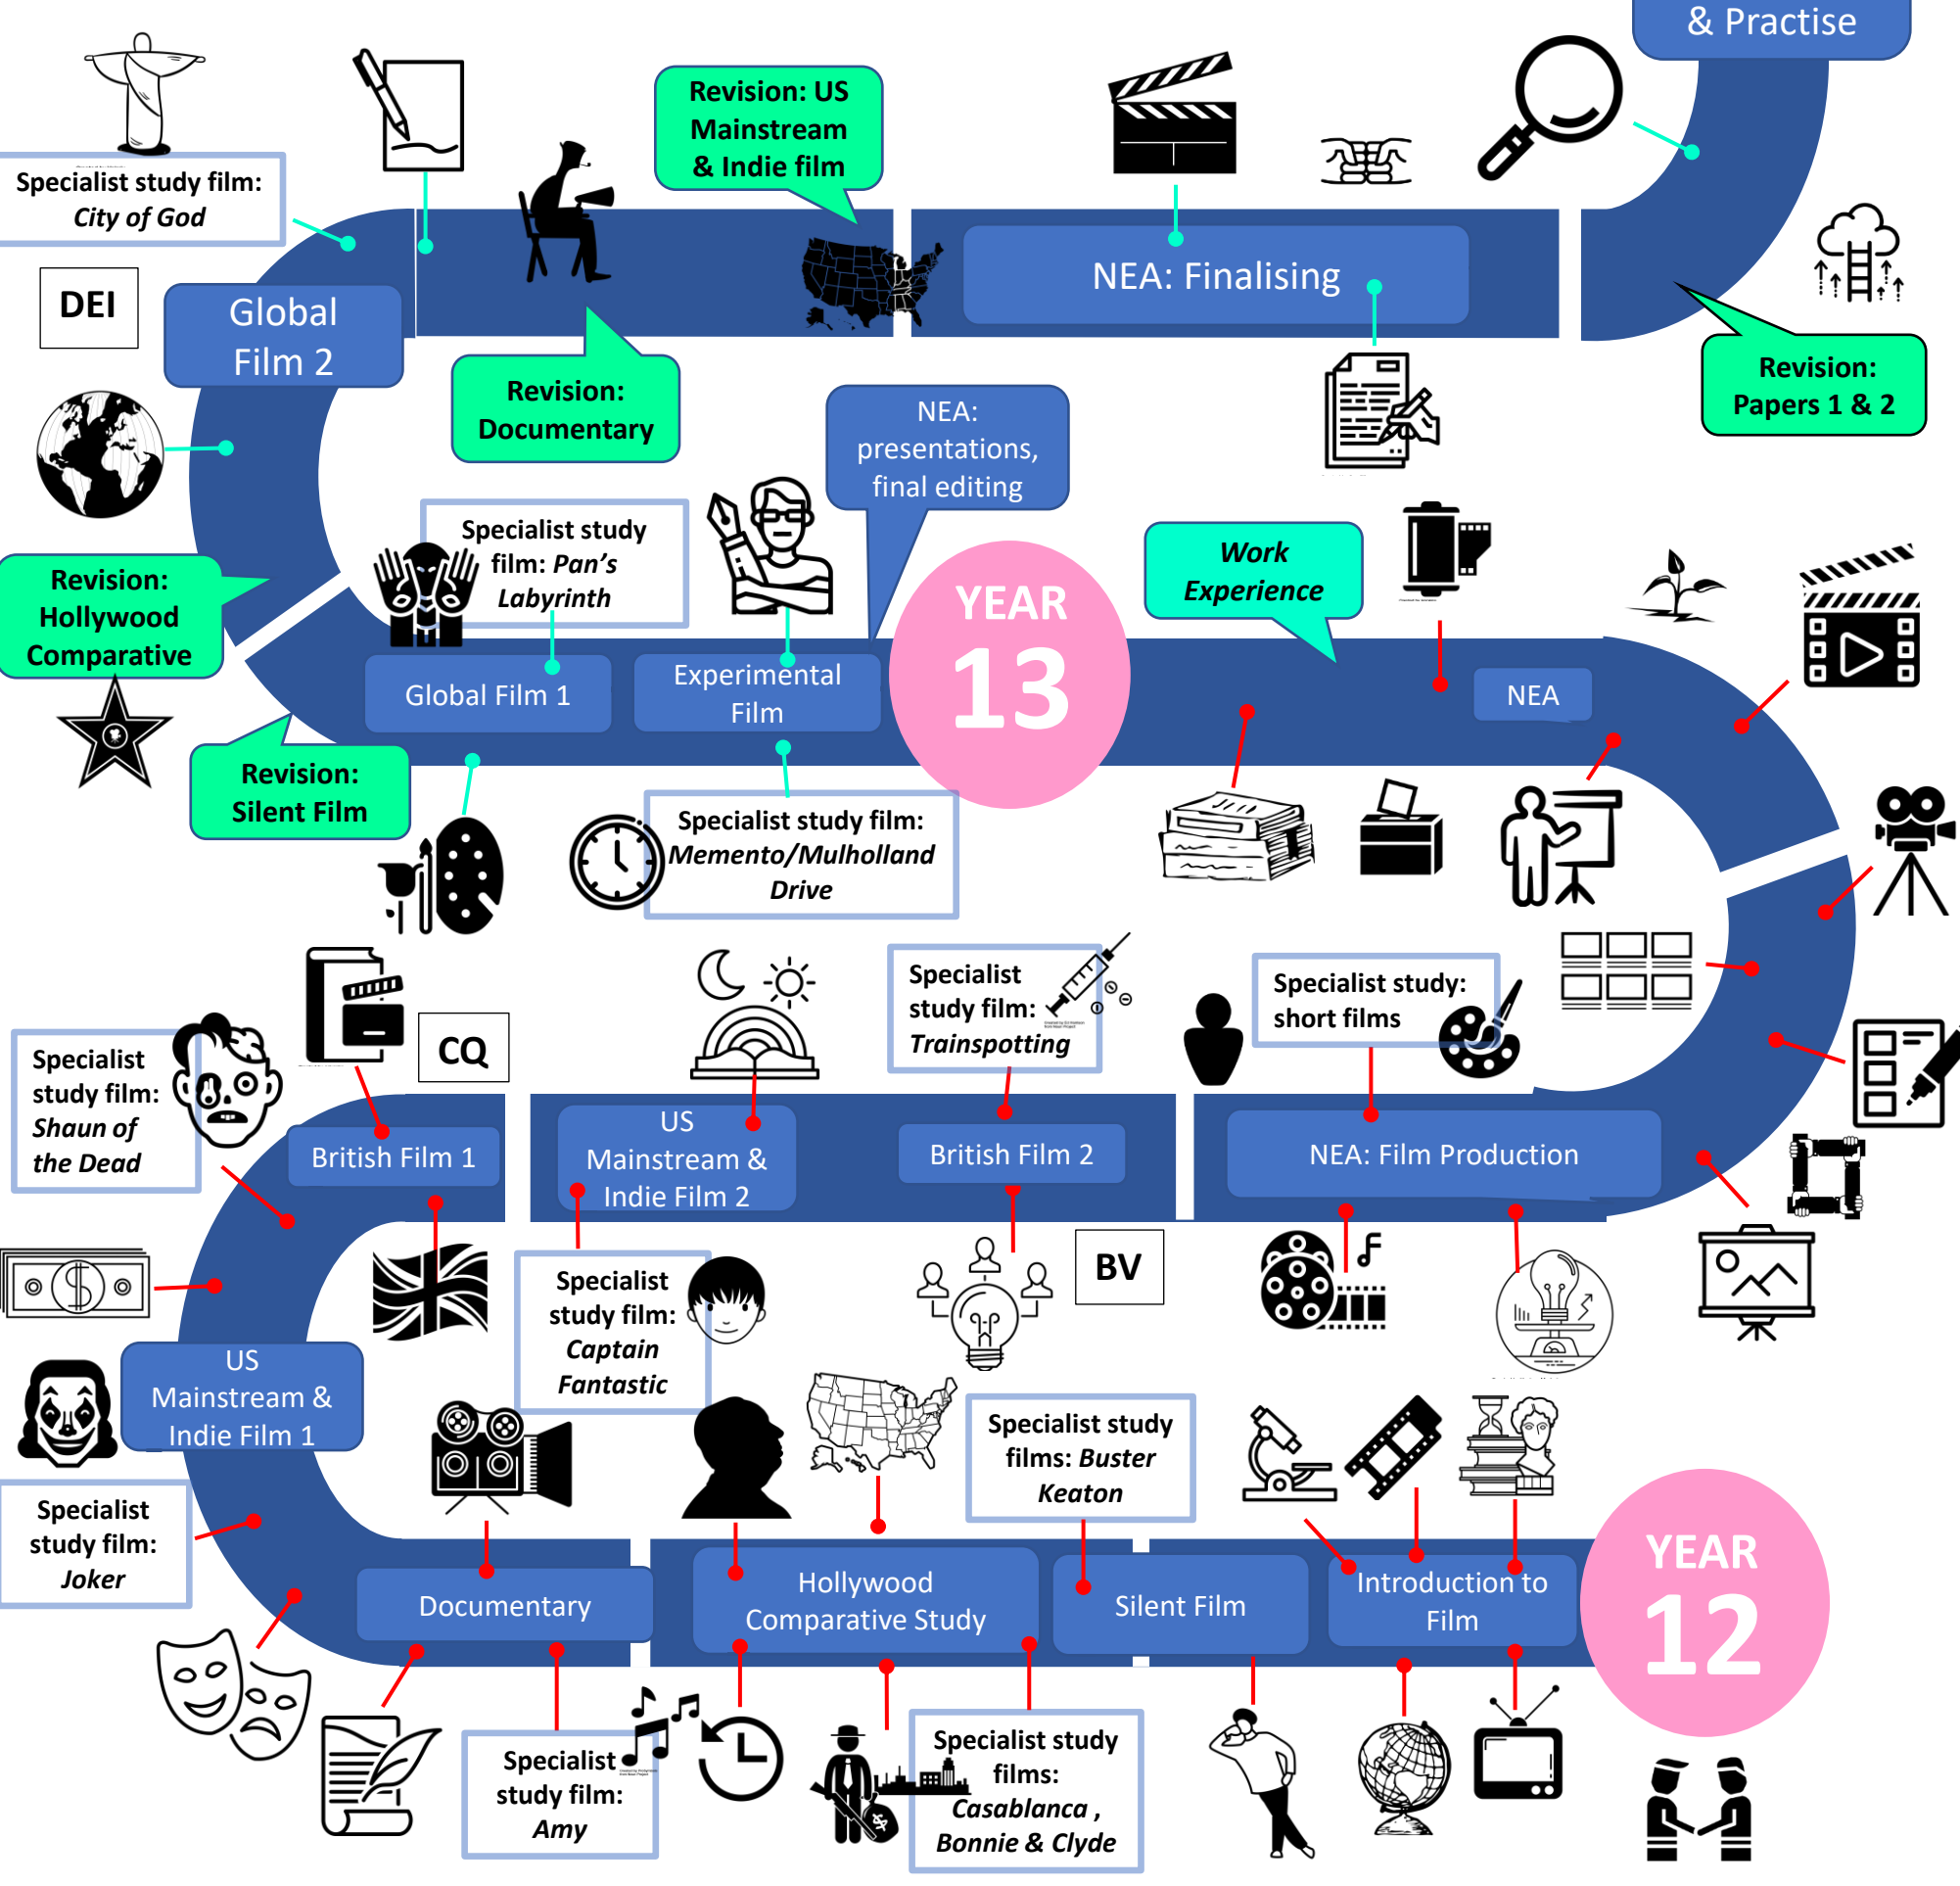 & Practise
Revision: US
Mainstream
& Indie film
Specialist study film:
City of God
DEI
Global
Film 2
NEA: Finalising
Revision:
Papers 1 & 2
Revision:
Documentary
NEA:
presentations,
final editing
Specialist study
film: Pan's
Labyrinth
Work
Experience
Revision:
Hollywood
Comparative
YEAR
13
Global Film 1
Experimental
Film
NEA
Revision:
Silent Film
Specialist study film:
Memento/Mulholland
Drive
Specialist
study film:
Trainspotting
Specialist study:
short films
CQ
Specialist
study film:
Shaun of
the Dead
British Film 1
US
Mainstream &
Indie Film 2
British Film 2
NEA: Film Production
BV
Specialist
study film:
Captain
Fantastic
US
Mainstream &
Indie Film 1
Specialist study
films: Buster
Keaton
Specialist
study film:
Joker
Documentary
Hollywood
Comparative Study
Silent Film
Introduction to
Film
YEAR
12
Specialist
study film:
Amy
Specialist study
films:
Casablanca ,
Bonnie & Clyde